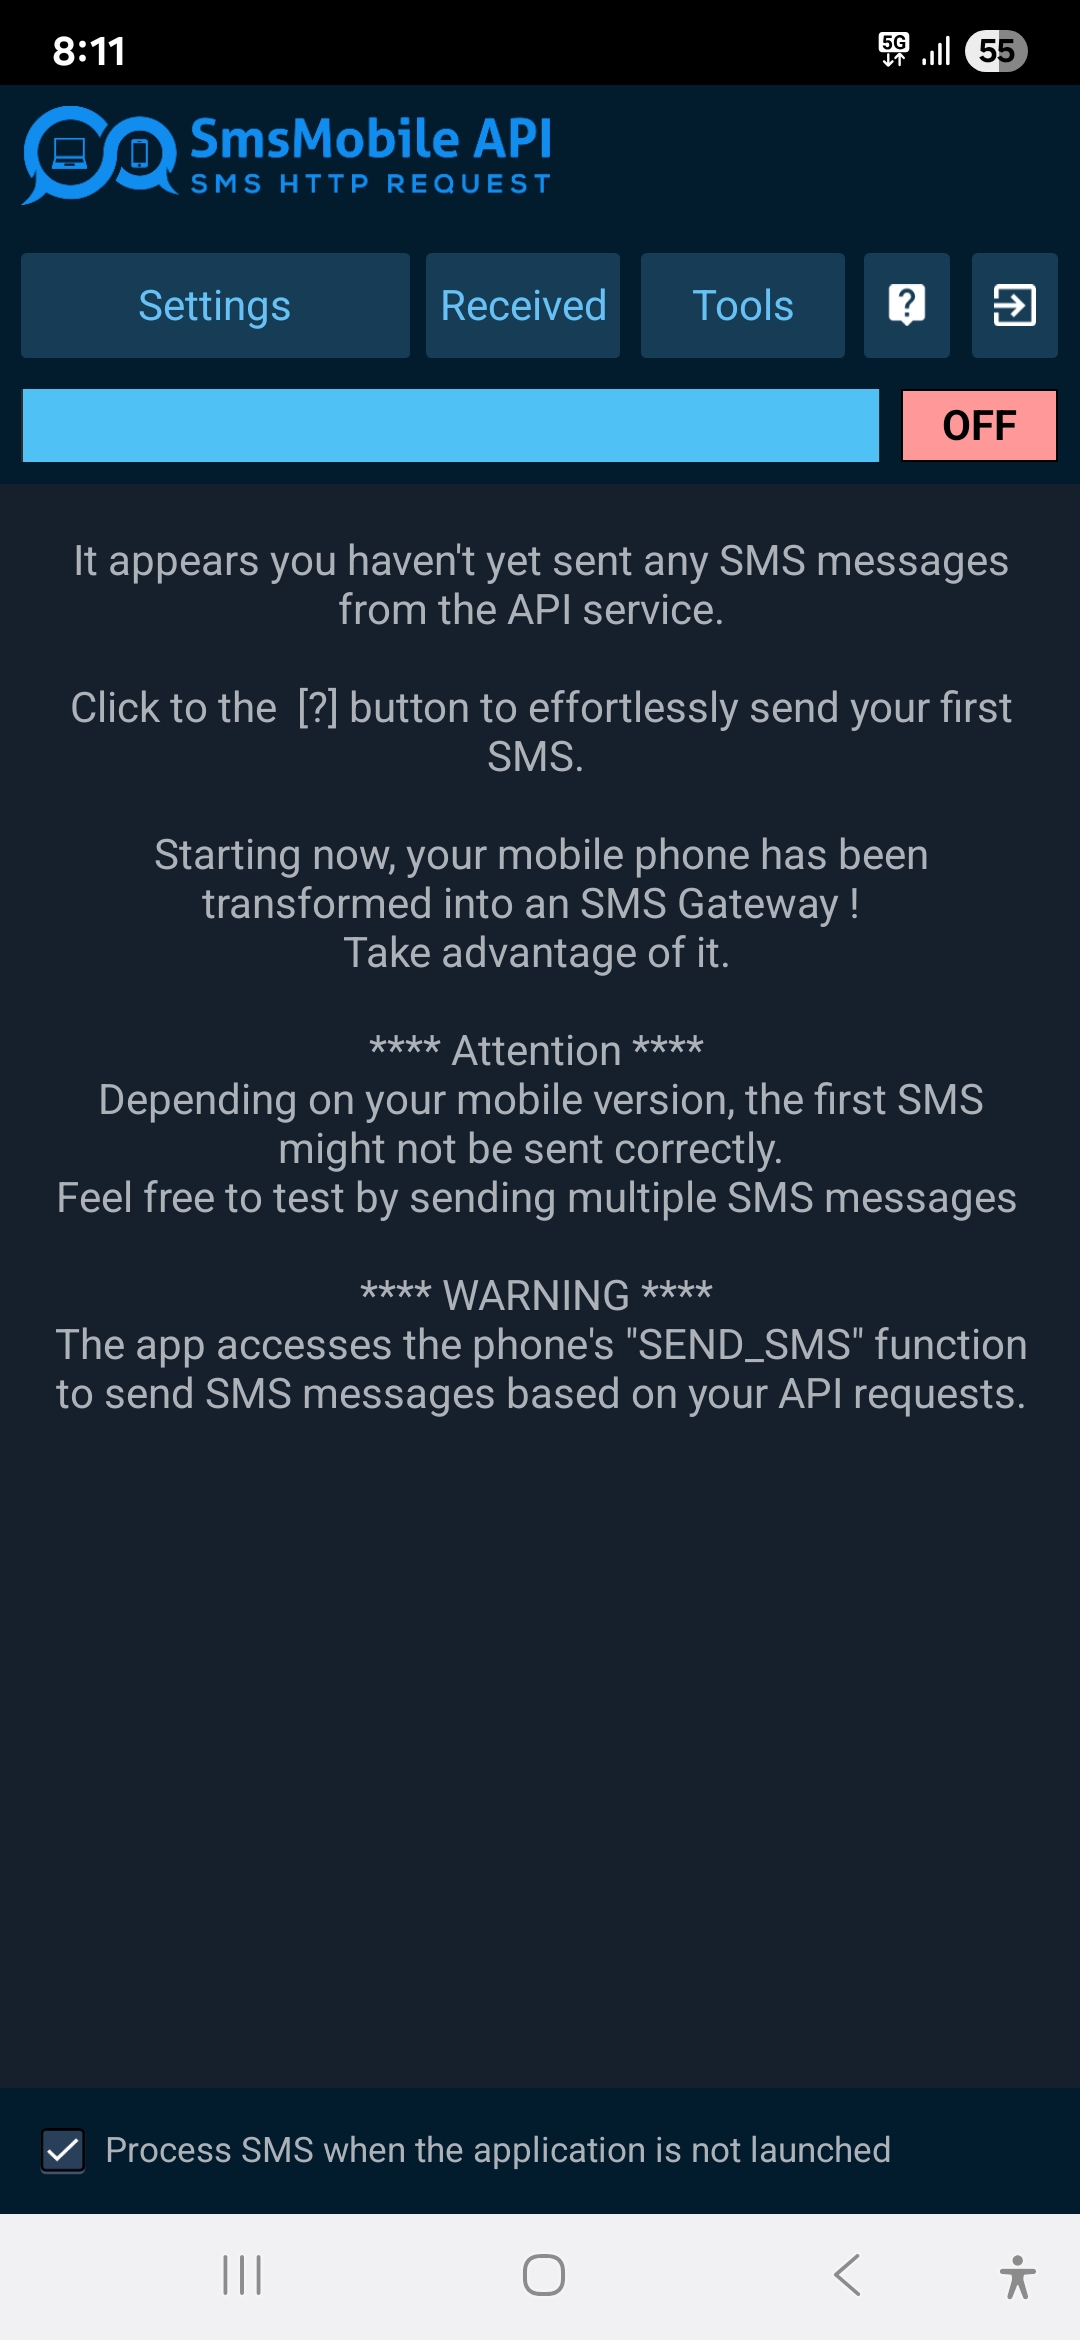 8:11
5G
55
SmsMobile API
SMS HTTP REQUEST
Settings
Received
Tools
?
OFF
It appears you haven't yet sent any SMS messages
from the API service.
Click to the  [?] button to effortlessly send your first
SMS.
Starting now, your mobile phone has been
transformed into an SMS Gateway !
Take advantage of it.
**** Attention ****
Depending on your mobile version, the first SMS
might not be sent correctly.
Feel free to test by sending multiple SMS messages
**** WARNING ****
The app accesses the phone's "SEND_SMS" function
to send SMS messages based on your API requests.
Process SMS when the application is not launched